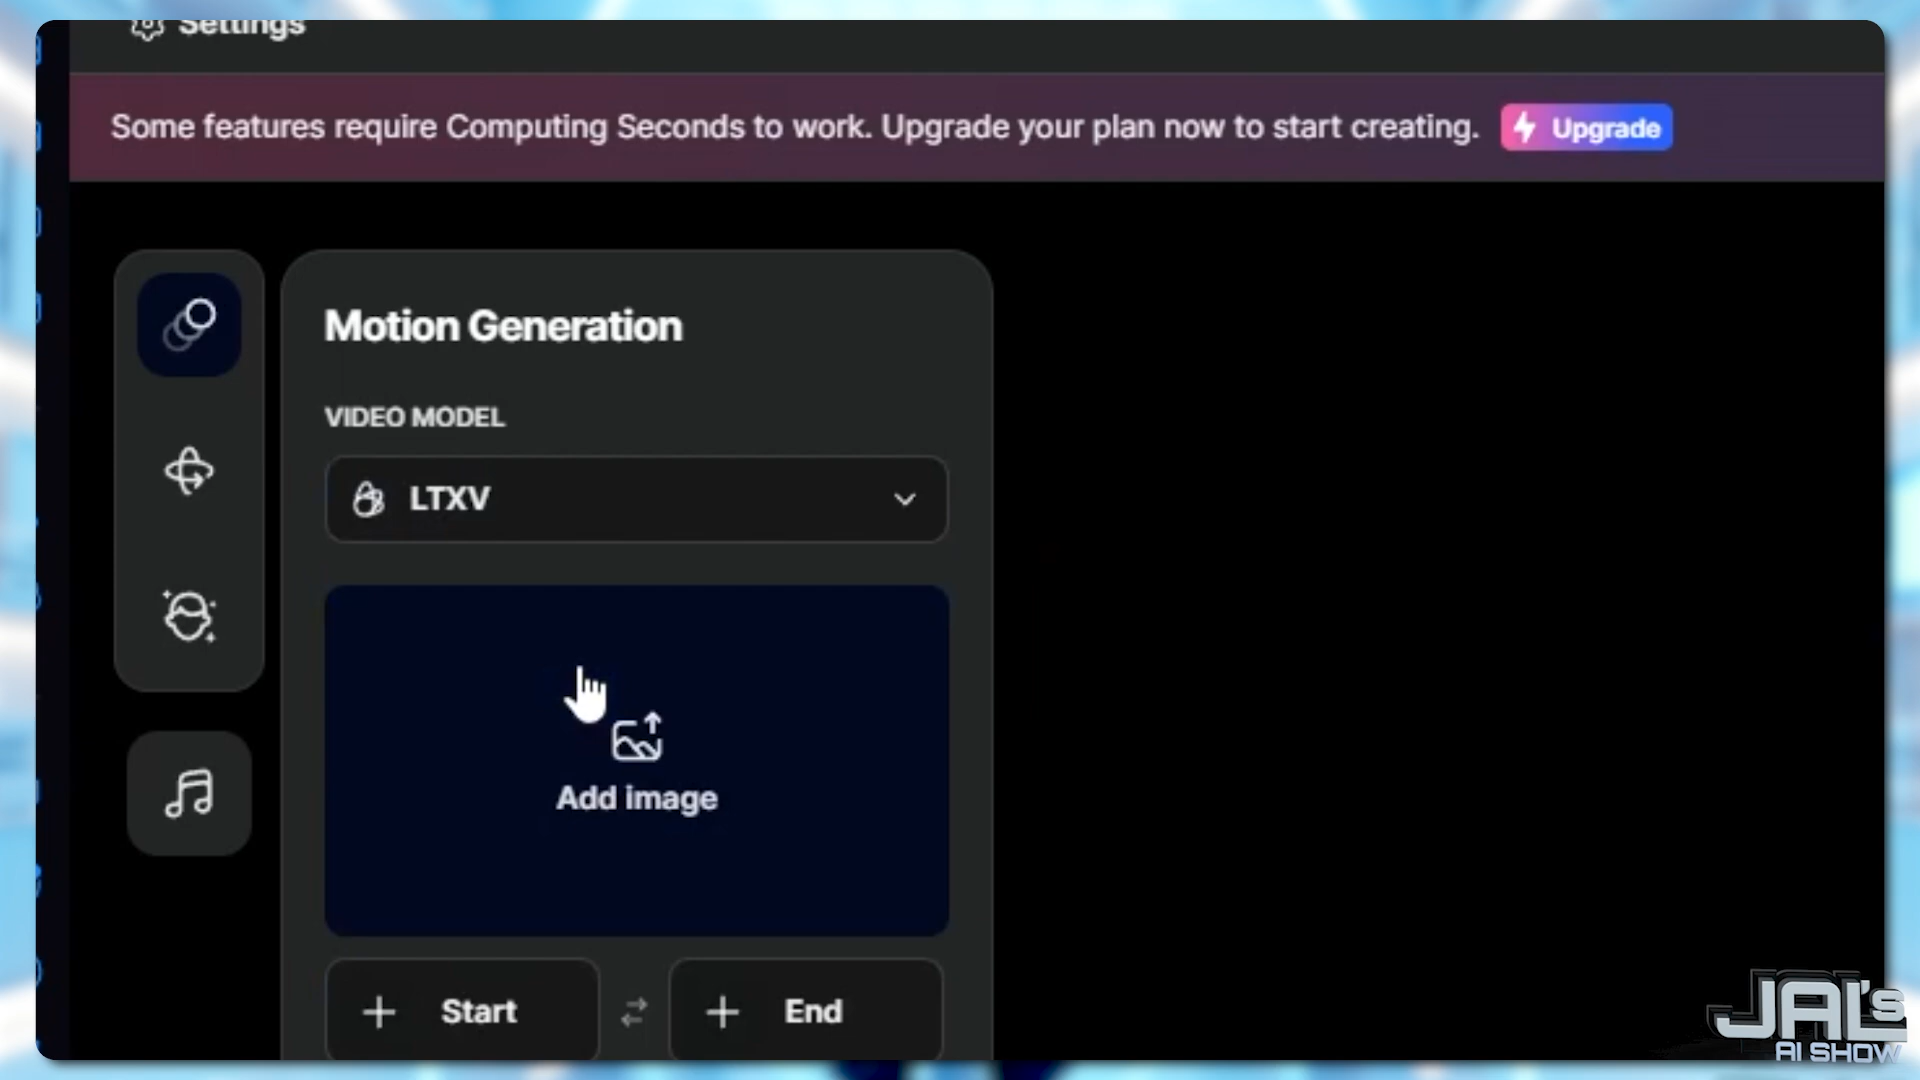 Settings
Some features require Computing Seconds to work. Upgrade your plan now to start creating. Upgrade
Motion Generation
VIDEO MODEL
LTXV
Add image
Start
End
JAL's
AI SHOW